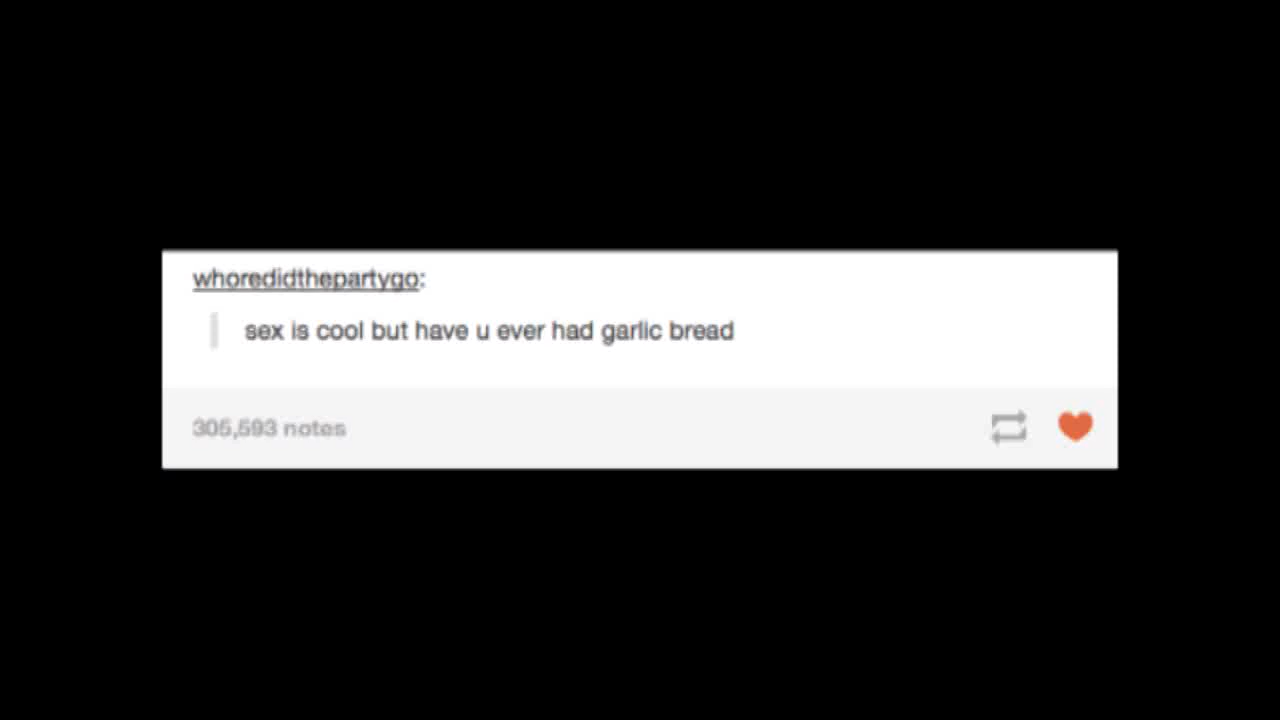 whoredidthepartygo:
sex is cool but have u ever had garlic bread
305,593 notes